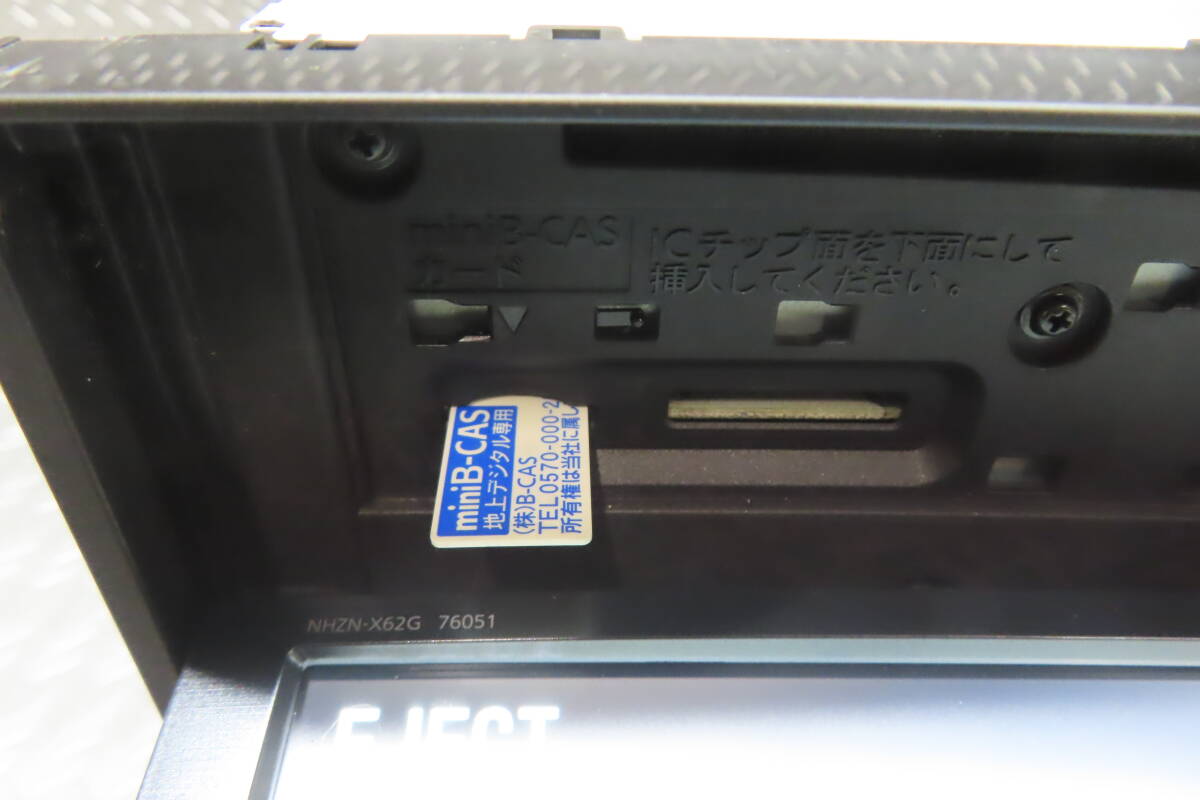 miniB-CAS
カード
ICチップ面を下面にして
挿入してください。
miniB-CAS
地上デジタル専用
(株)B-CAS
TEL 0570-000-2
所有権は当社に属し
NHZN-X62G 76051
EJECT